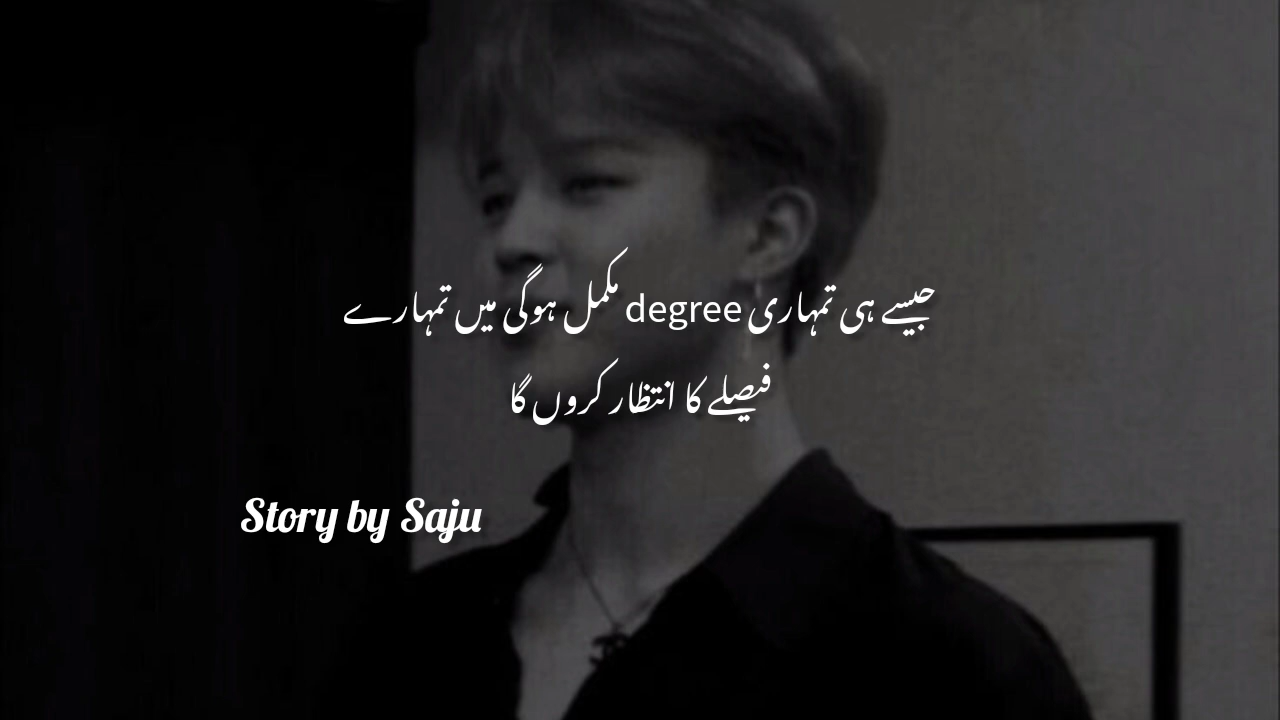 جیسے ہی تمہاری degree مکمل ہوگی میں تمہارے
فیصلے کا انتظار کروں گا
Story by Saju